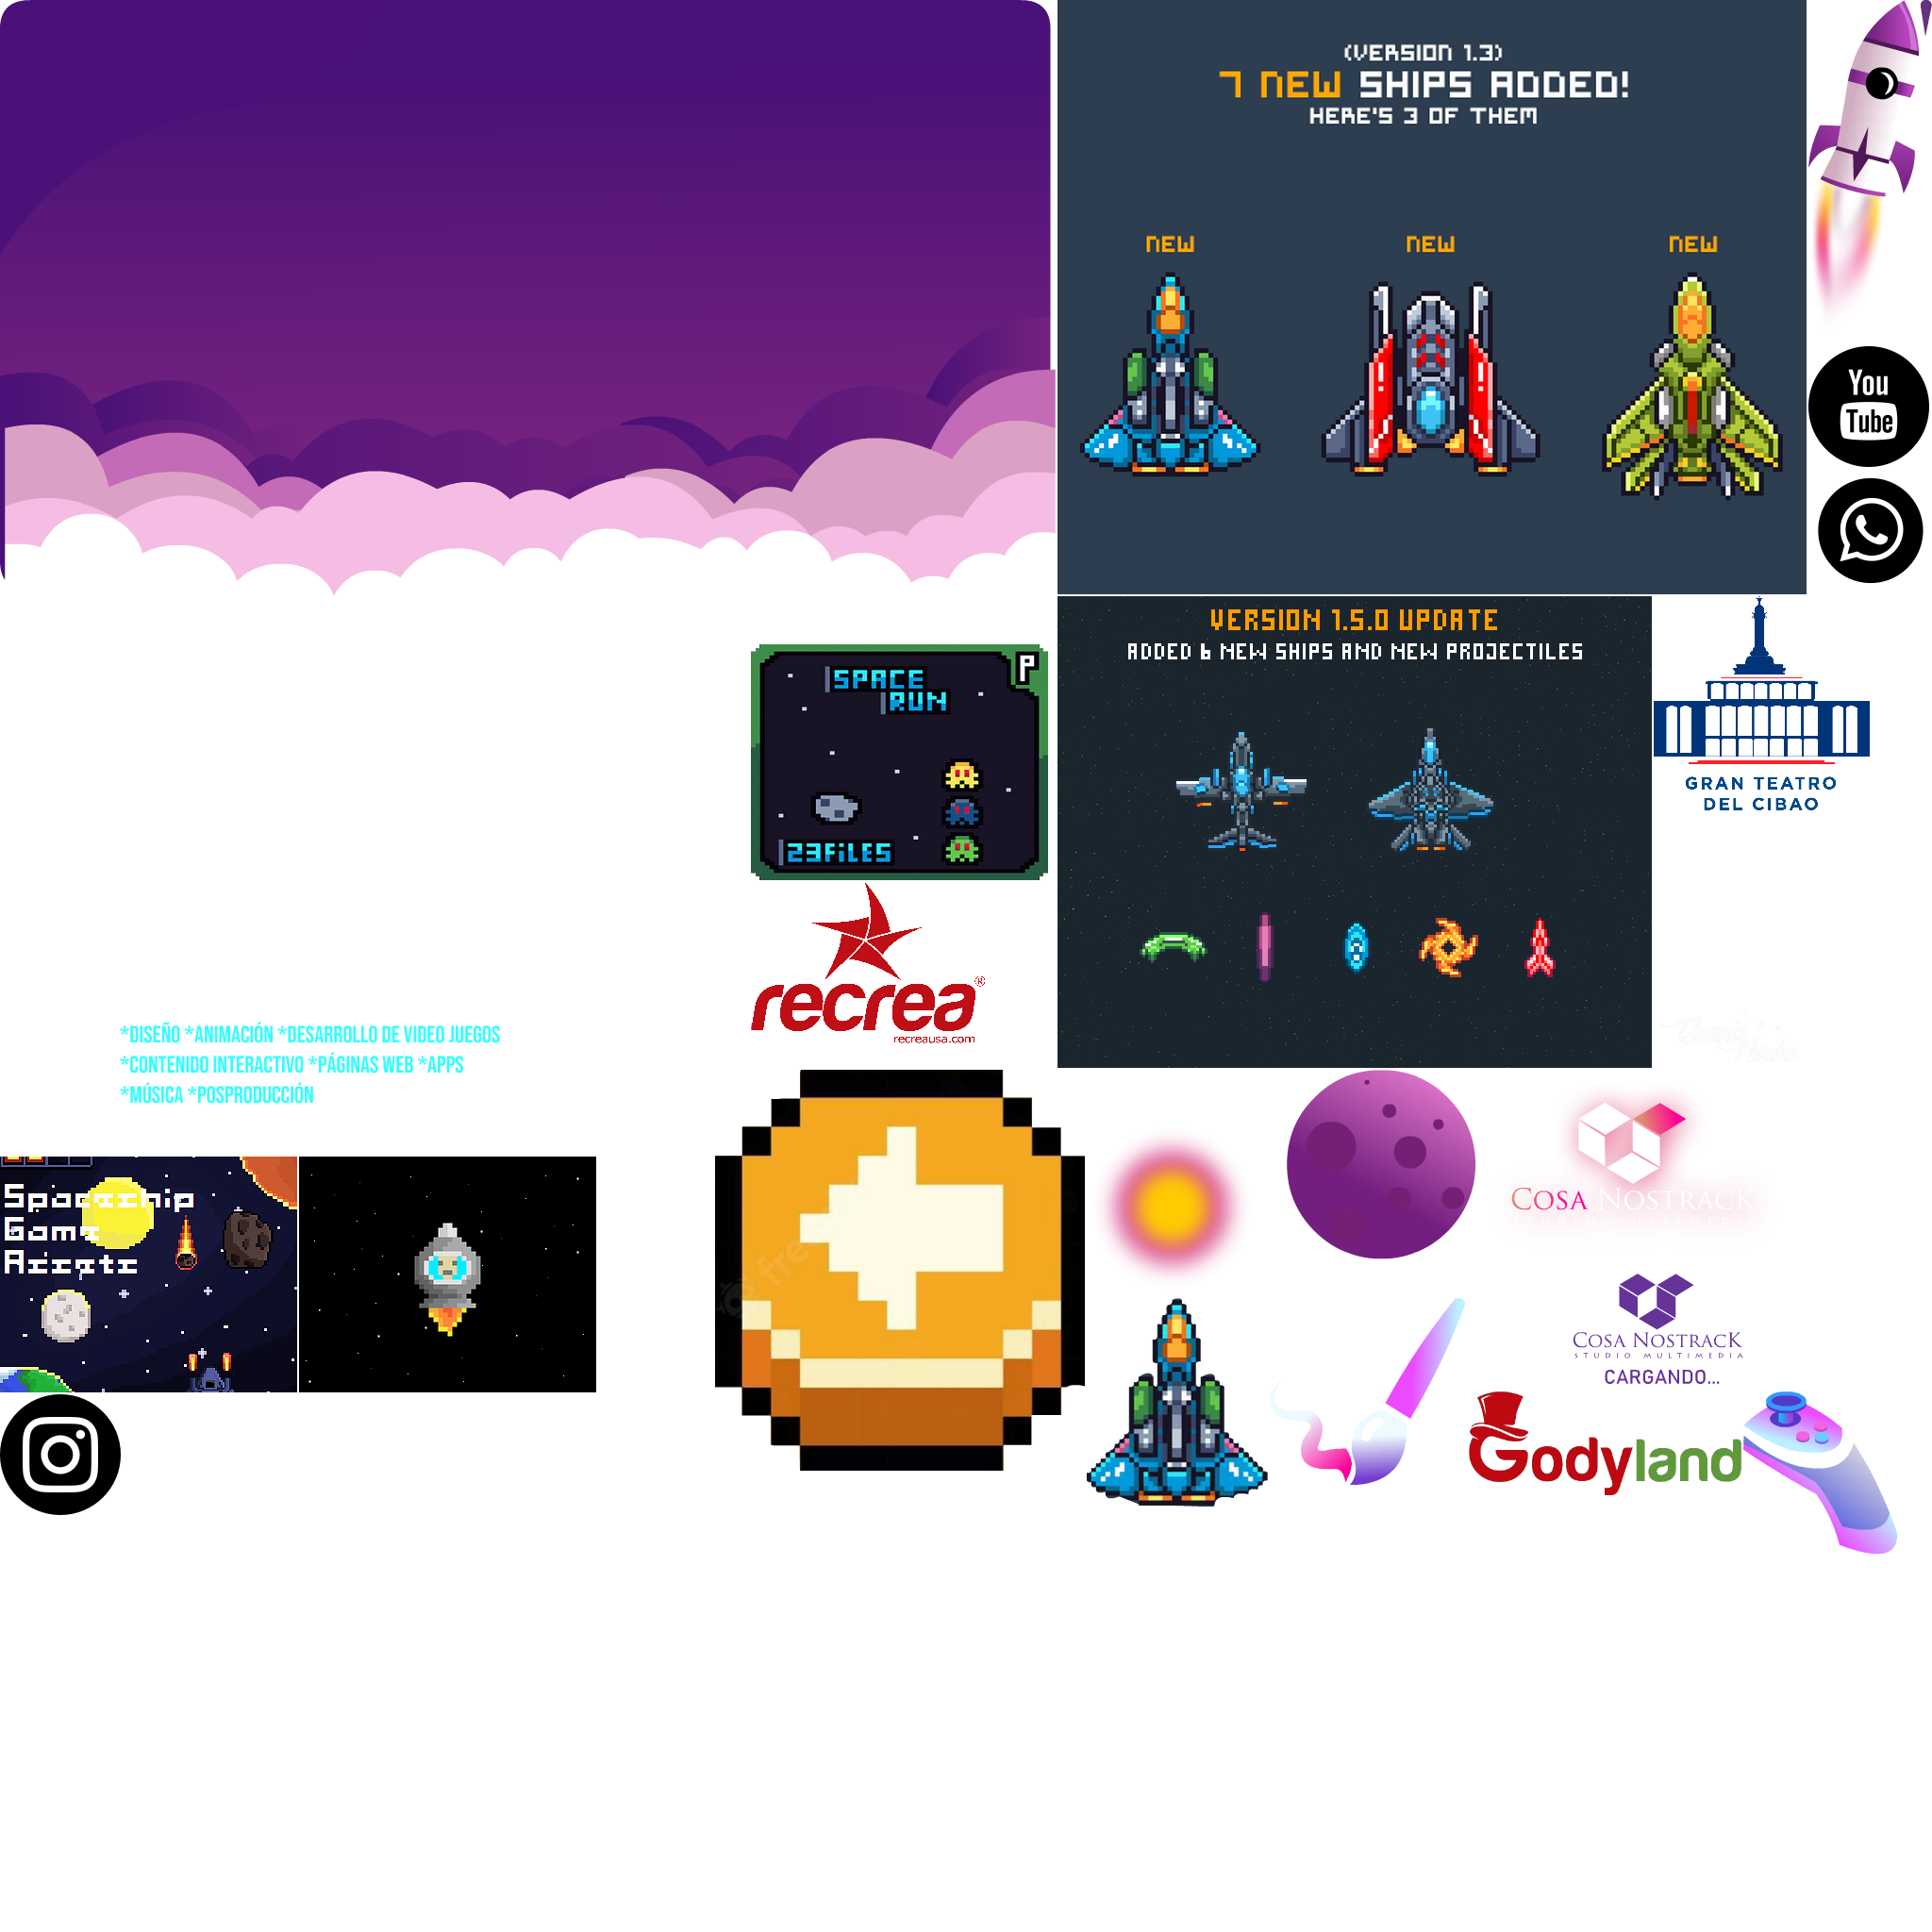 (VERSION 1.3)
7 NEW SHIPS ADDED!
HERE'S 3 OF THEM
NEW
NEW
NEW
You
Tube
VERSION 1.5.0 UPDATE
ADDED 6 NEW SHIPS AND NEW PROJECTILES
GRAN TEATRO
DEL CIBAO
P
SPACE
RUN
23FILES
recrea®
recreausa.com
*DISEÑO *ANIMACIÓN *DESARROLLO DE VIDEO JUEGOS
*CONTENIDO INTERACTIVO *PÁGINAS WEB *APPS
*MÚSICA *POSPRODUCCIÓN
Spaceship
Game
Assets
fre
COSA NOSTRACK
COSA NOSTRACK
STUDIO MULTIMEDIA
CARGANDO...
Godyland